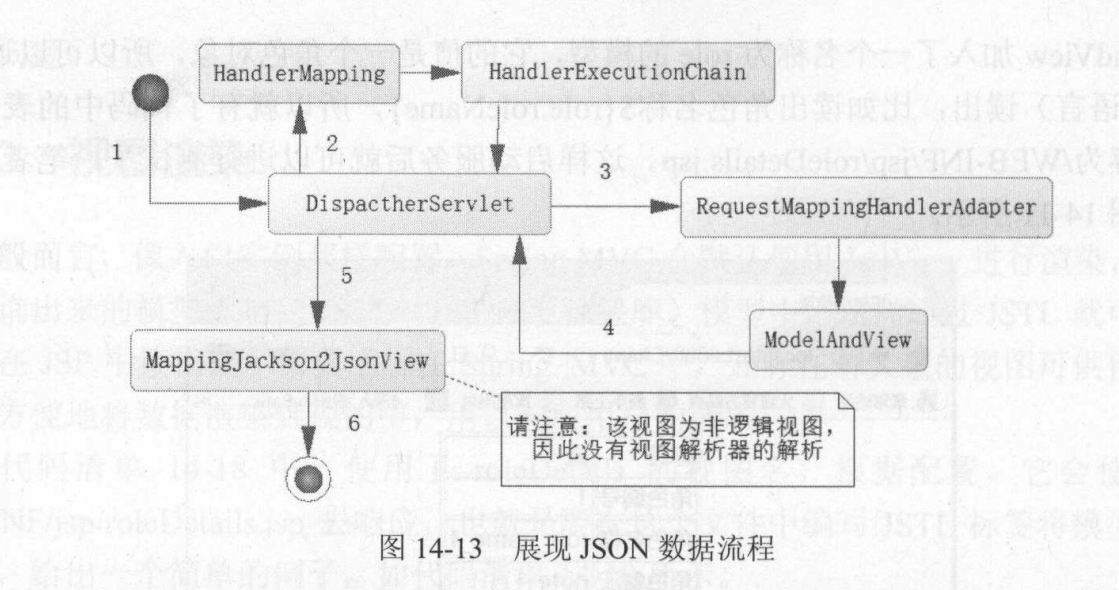 HandlerMapping
HandlerExecutionChain
1
2
3
DispactherServlet
RequestMappingHandlerAdapter
5
4
MappingJackson2JsonView
ModelAndView
6
请注意：该视图为非逻辑视图，
因此没有视图解析器的解析
图 14-13 展现 JSON 数据流程